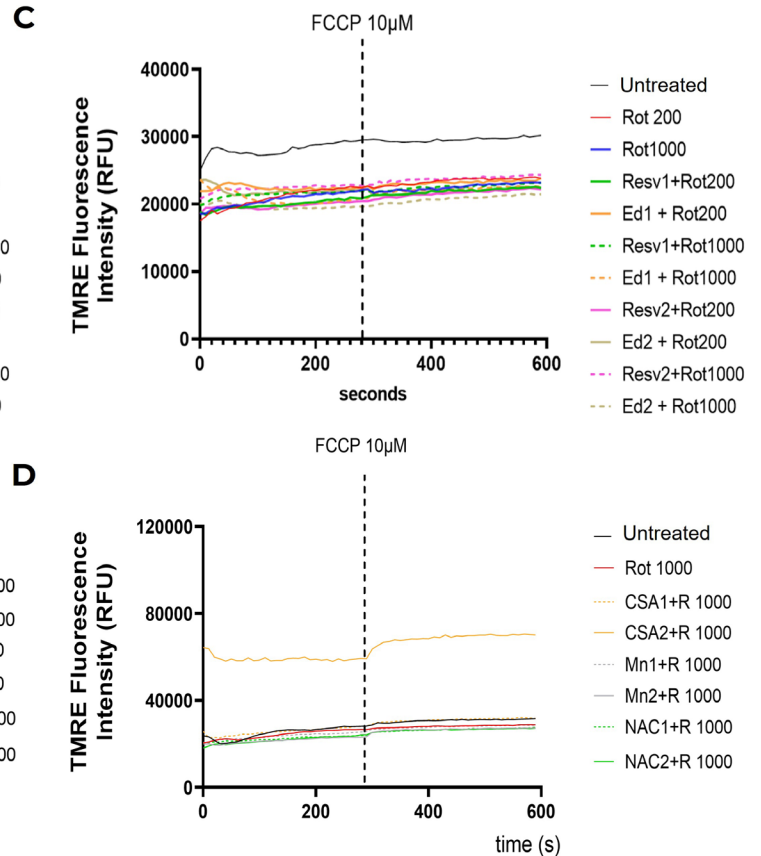 C
FCCP 10µM
TMRE Fluorescence
Intensity (RFU)
40000
30000
20000
10000
0
0 200 400 600
seconds
Untreated
Rot 200
Rot1000
Resv1+Rot200
Ed1 + Rot200
Resv1+Rot1000
Ed1 + Rot1000
Resv2+Rot200
Ed2 + Rot200
Resv2+Rot1000
Ed2 + Rot1000
D
FCCP 10µM
TMRE Fluorescence
Intensity (RFU)
120000
80000
40000
0
0 200 400 600
time (s)
Untreated
Rot 1000
CSA1+R 1000
CSA2+R 1000
Mn1+R 1000
Mn2+R 1000
NAC1+R 1000
NAC2+R 1000